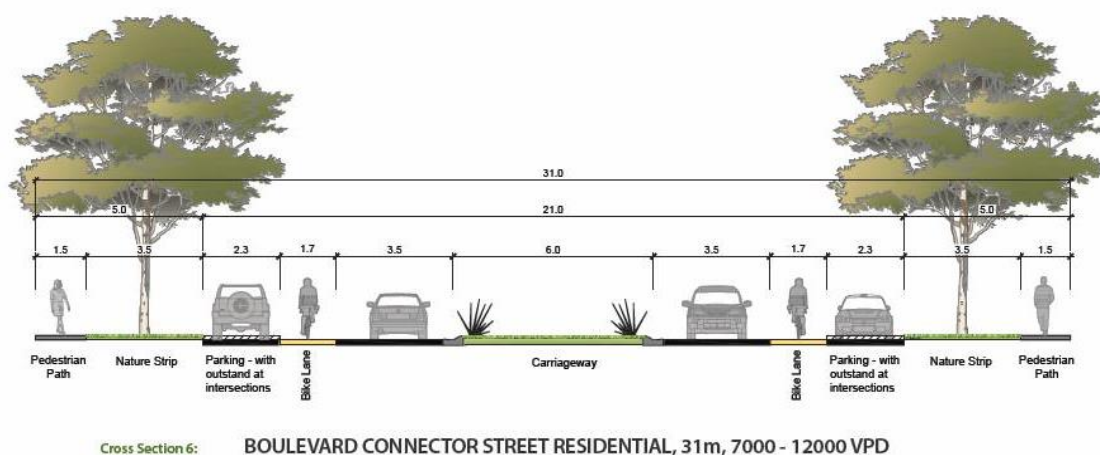 31.0
5.0 21.0 5.0
1.5 3.5 2.3 1.7 3.5 6.0 3.5 1.7 2.3 3.5 1.5
Pedestrian
Path
Nature Strip
Parking - with
outstand at
intersections
Bike Lane
Carriageway
Bike Lane
Parking - with
outstand at
intersections
Nature Strip
Pedestrian
Path
Cross Section 6: BOULEVARD CONNECTOR STREET RESIDENTIAL, 31m, 7000 - 12000 VPD